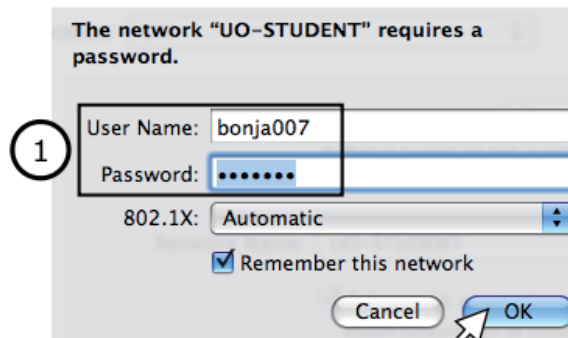 The network “UO-STUDENT” requires a
password.
1
User Name: bonja007
Password: •••••••
802.1X: Automatic
Remember this network
Cancel OK